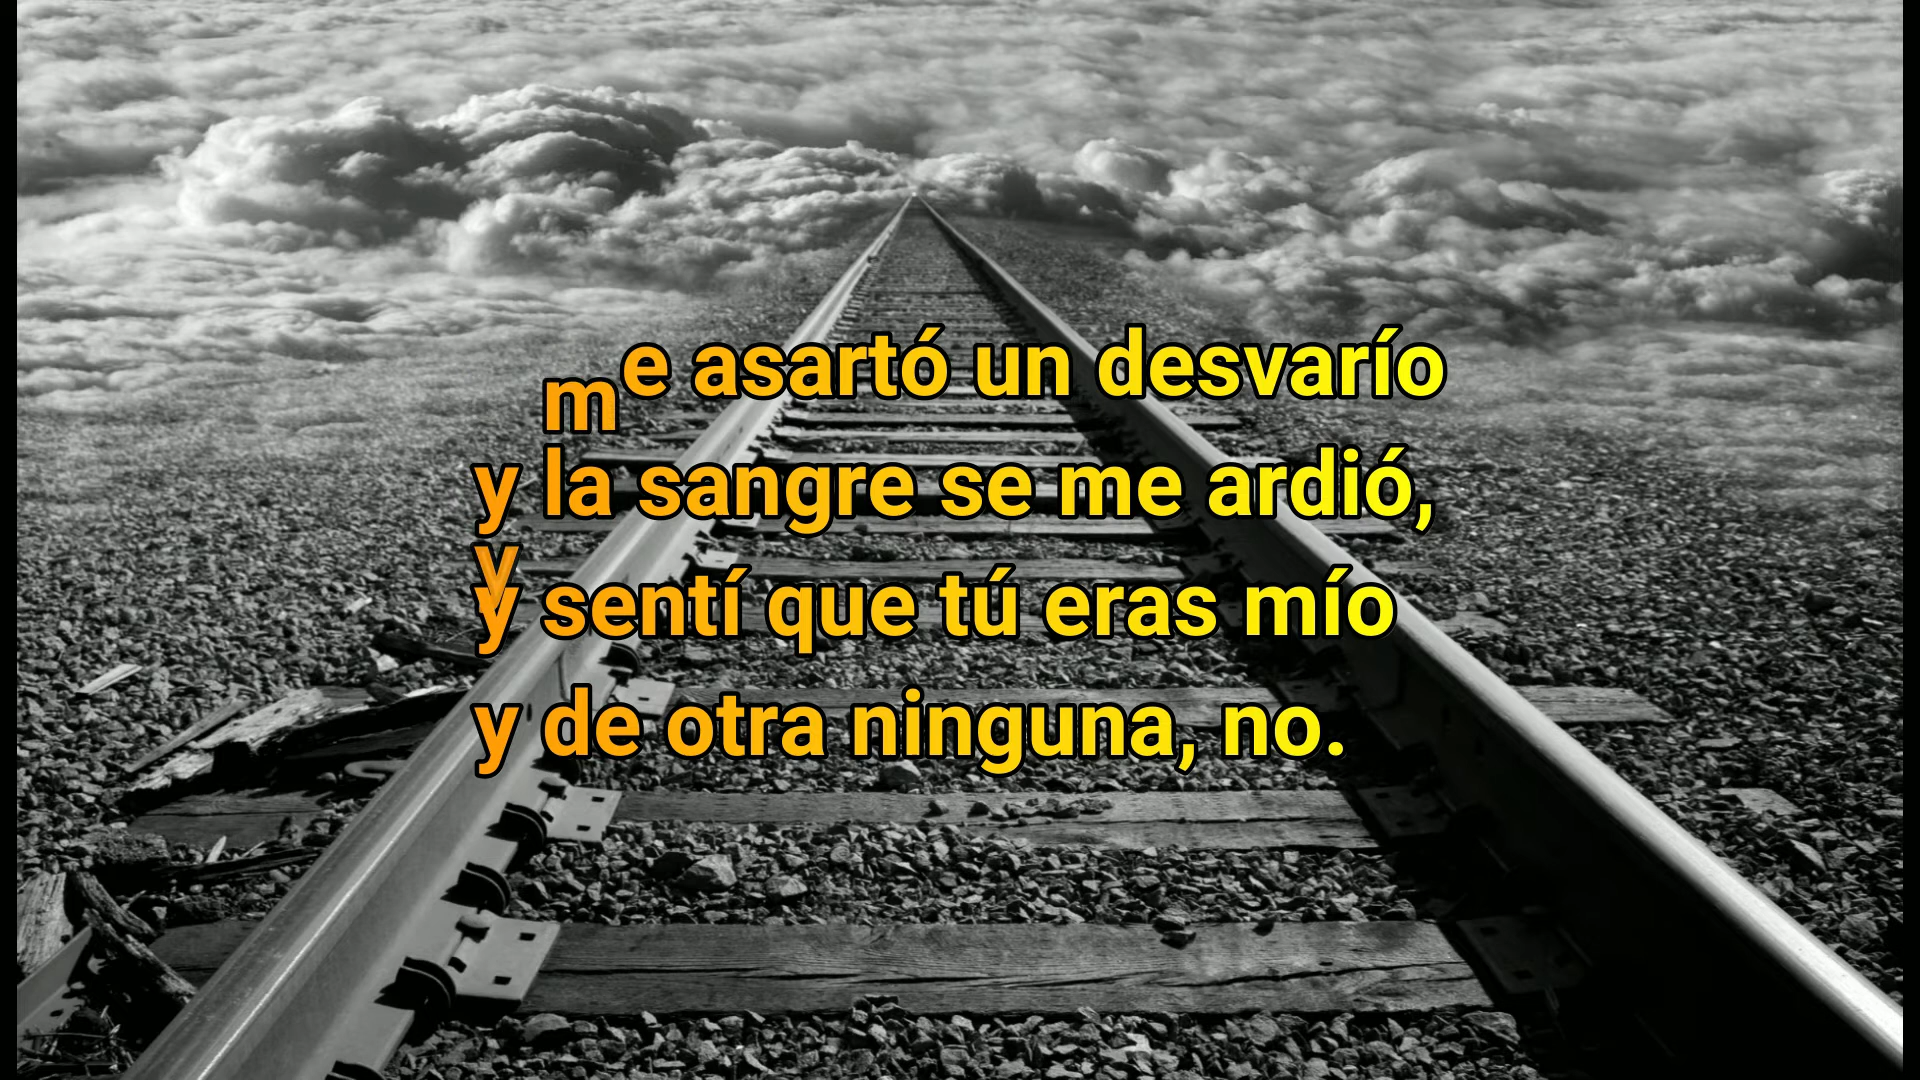 me asartó un desvarío
y la sangre se me ardió,
y sentí que tú eras mío
y de otra ninguna, no.